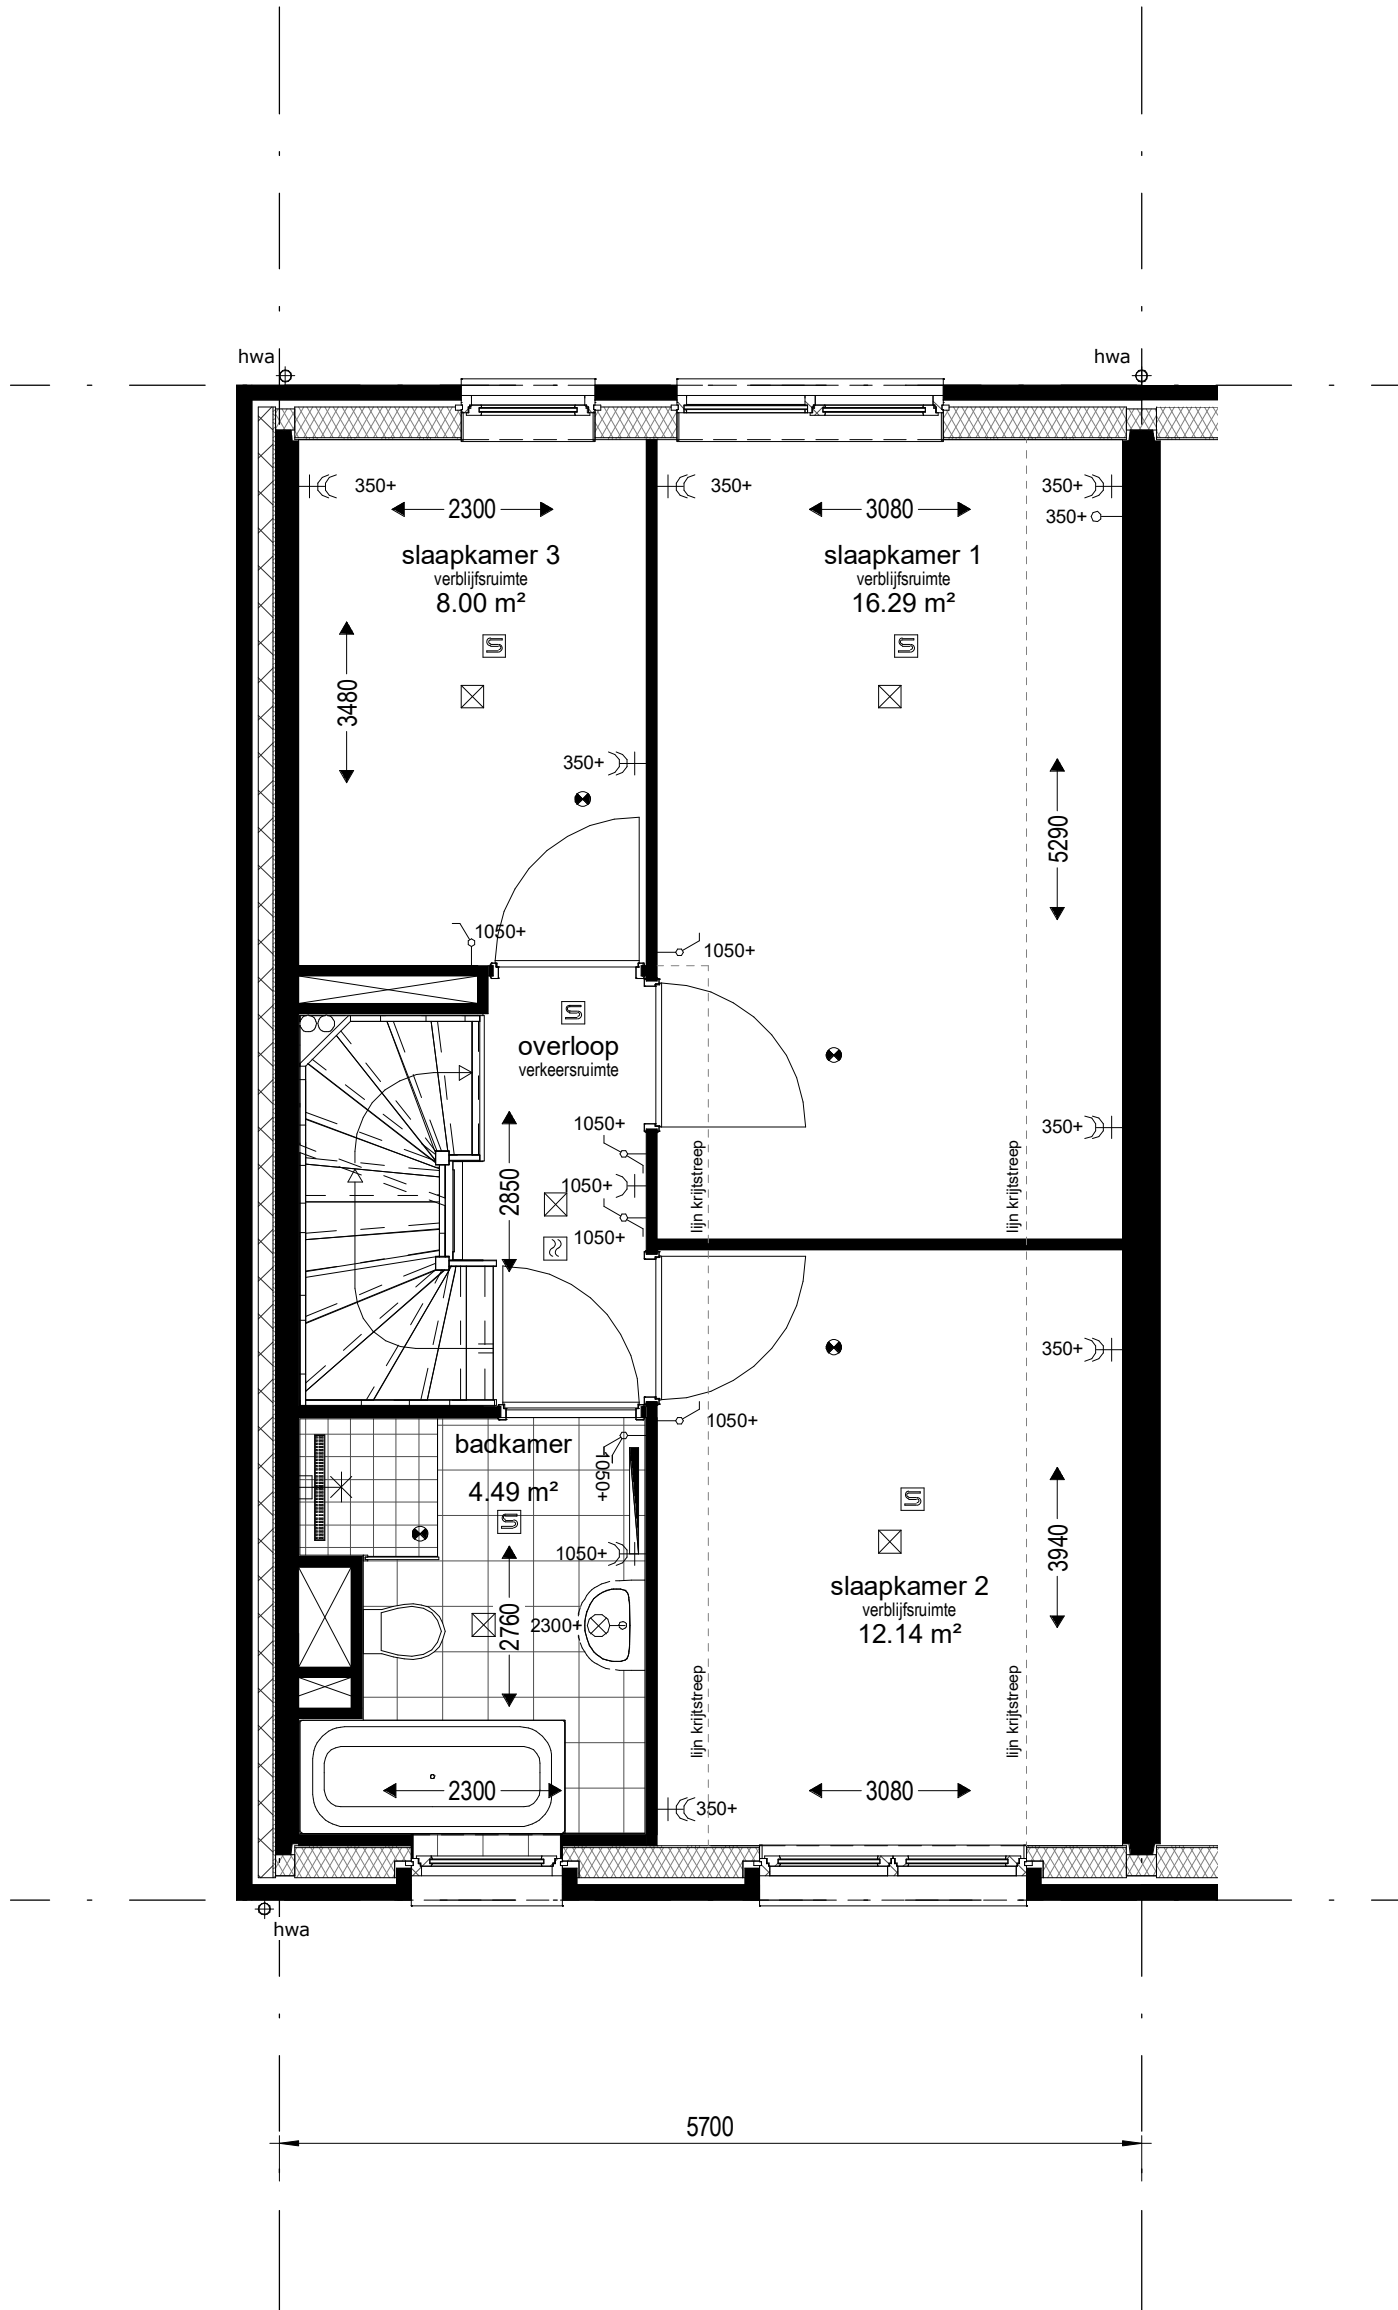 hwa
hwa
350+
350+
350+
350+
2300
3080
slaapkamer 3
verblijfsruimte
8.00 m²
slaapkamer 1
verblijfsruimte
16.29 m²
3480
350+
5290
1050+
1050+
overloop
verkeersruimte
1050+
350+
2850
1050+
1050+
lijn krijtstreep
lijn krijtstreep
350+
1050+
badkamer
4.49 m²
1050+
1050+
3940
slaapkamer 2
verblijfsruimte
12.14 m²
2760
2300+
lijn krijtstreep
lijn krijtstreep
2300
3080
350+
hwa
5700